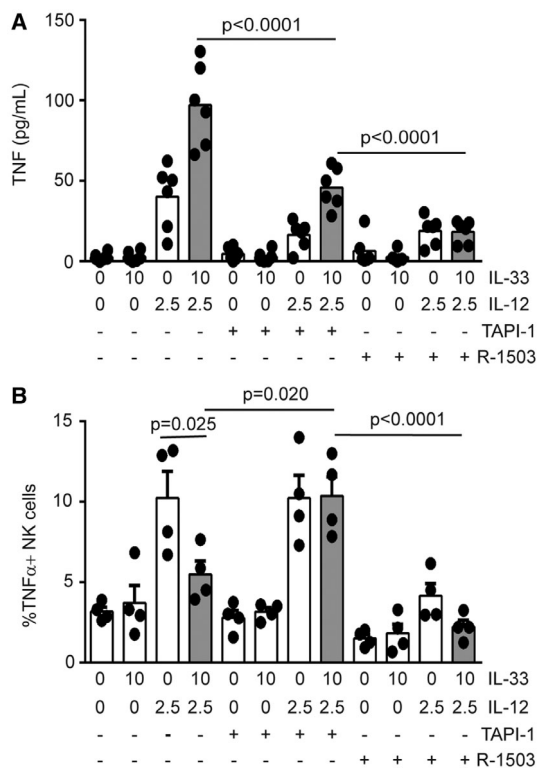 A
150
p<0.0001
100
p<0.0001
TNF (pg/mL)
50
0
0 10 0 10 0 10 0 10 0 10 0 10 IL-33
0 0 2.5 2.5 0 0 2.5 2.5 0 0 2.5 2.5 IL-12
- - - - + + + + - - - - TAPI-1
- - - - - - - - + + + + R-1503
B
15
p=0.020
p=0.025
p<0.0001
10
%TNFα+ NK cells
5
0
0 10 0 10 0 10 0 10 0 10 0 10 IL-33
0 0 2.5 2.5 0 0 2.5 2.5 0 0 2.5 2.5 IL-12
- - - - + + + + - - - - TAPI-1
- - - - - - - - + + + + R-1503